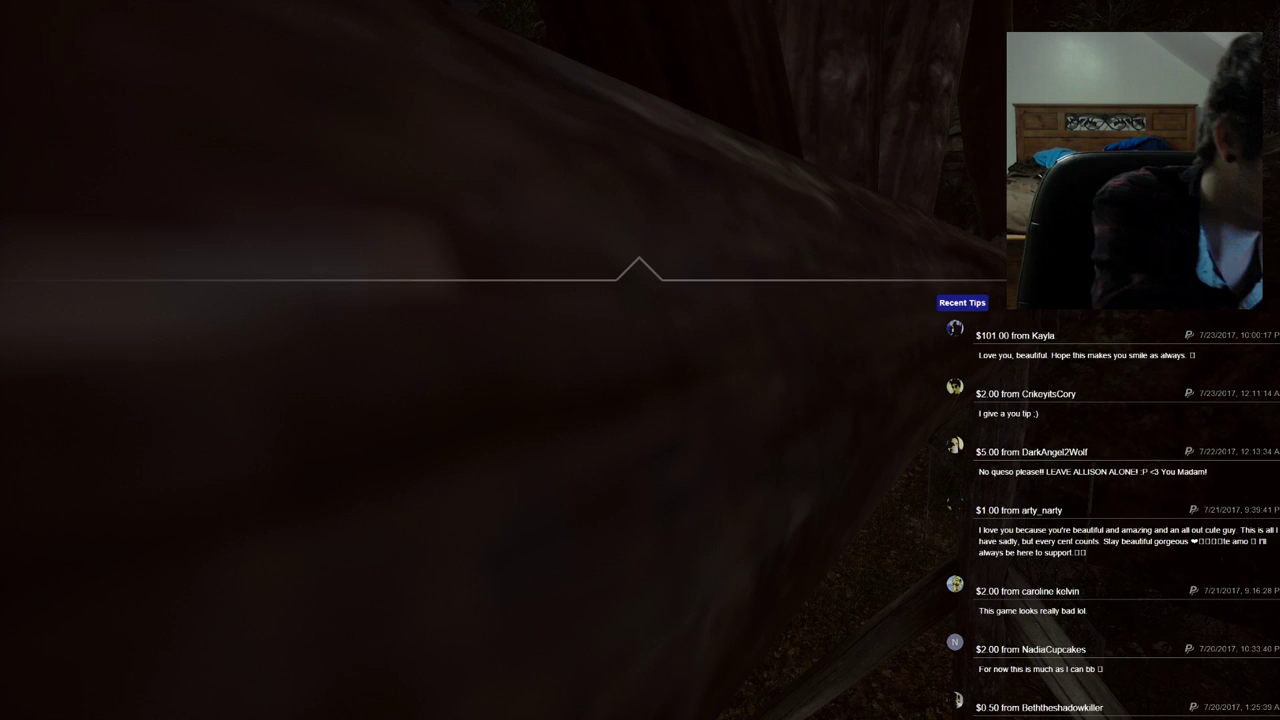 Recent Tips
$101.00 from Kayla 7/23/2017, 10:00:17 P
Love you, beautiful. Hope this makes you smile as always.
$2.00 from CrikeyitsCory 7/23/2017, 12:11:14 A
I give a you tip ;)
$5.00 from DarkAngel2Wolf 7/22/2017, 12:13:34 A
No queso please!! LEAVE ALLISON ALONE! :P <3 You Madam!
$1.00 from arty_narty 7/21/2017, 9:39:41 P
I love you because you're beautiful and amazing and an all out cute guy. This is all I
have sadly, but every cent counts. Stay beautiful gorgeous ❤ te amo I'll
always be here to support.
$2.00 from caroline kelvin 7/21/2017, 9:16:28 P
This game looks really bad lol.
N
$2.00 from NadiaCupcakes 7/20/2017, 10:33:40 P
For now this is much as I can bb
$0.50 from Beththeshadowkiller 7/20/2017, 1:25:39 A